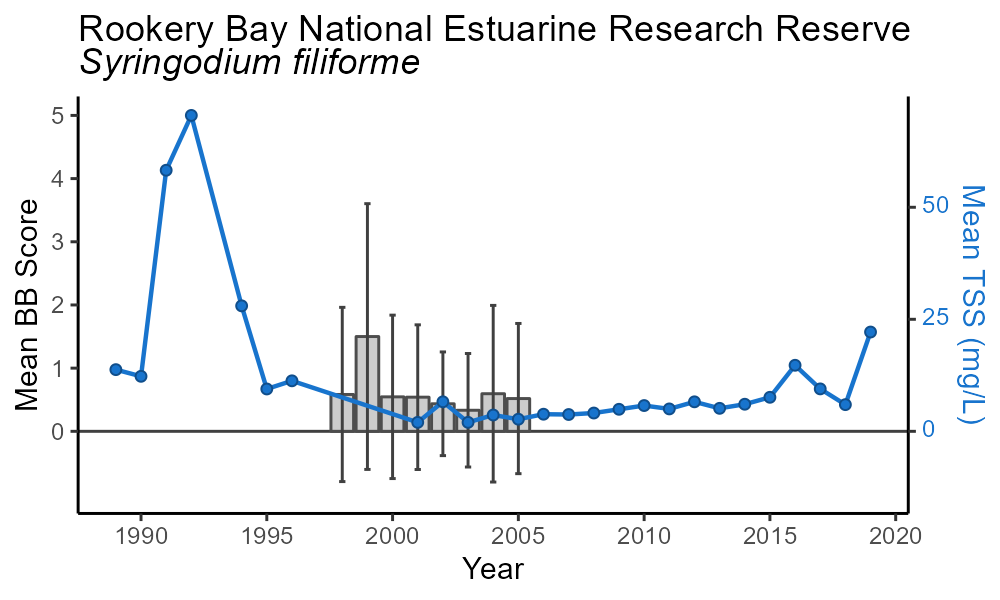 Rookery Bay National Estuarine Research Reserve
Syringodium filiforme
5
4
3
2
1
0
Mean BB Score
50
25
0
Mean TSS (mg/L)
1990 1995 2000 2005 2010 2015 2020
Year